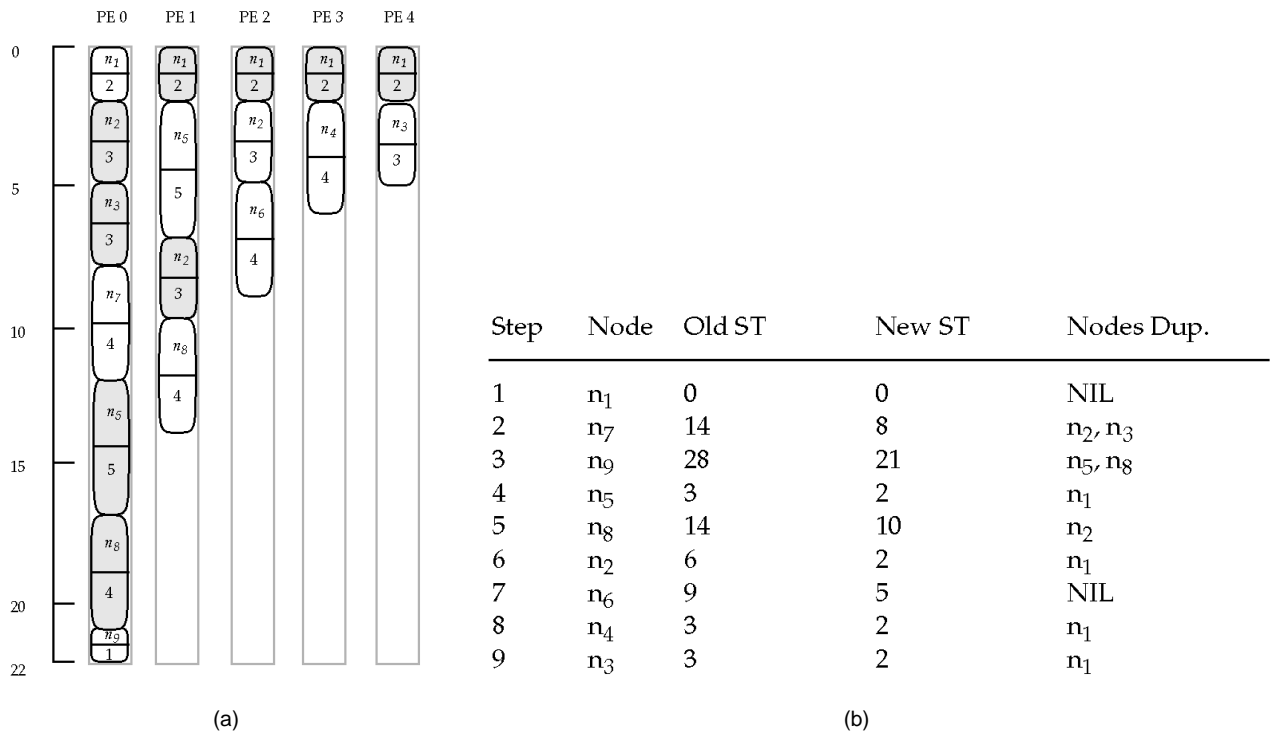 PE 0 PE 1 PE 2 PE 3 PE 4
0
n1 n1 n1 n1 n1
2 2 2 2 2
n2 n5 n2 n4 n3
3 5 3 4 3
5
n3 n2 n6
3 3 4
n7 n8
10
4 4
n5
15
5
n8
4
20
n9
1
22
(a)
Step Node Old ST New ST Nodes Dup.
1 n1 0 0 NIL
2 n7 14 8 n2, n3
3 n9 28 21 n5, n8
4 n5 3 2 n1
5 n8 14 10 n2
6 n2 6 2 n1
7 n6 9 5 NIL
8 n4 3 2 n1
9 n3 3 2 n1
(b)